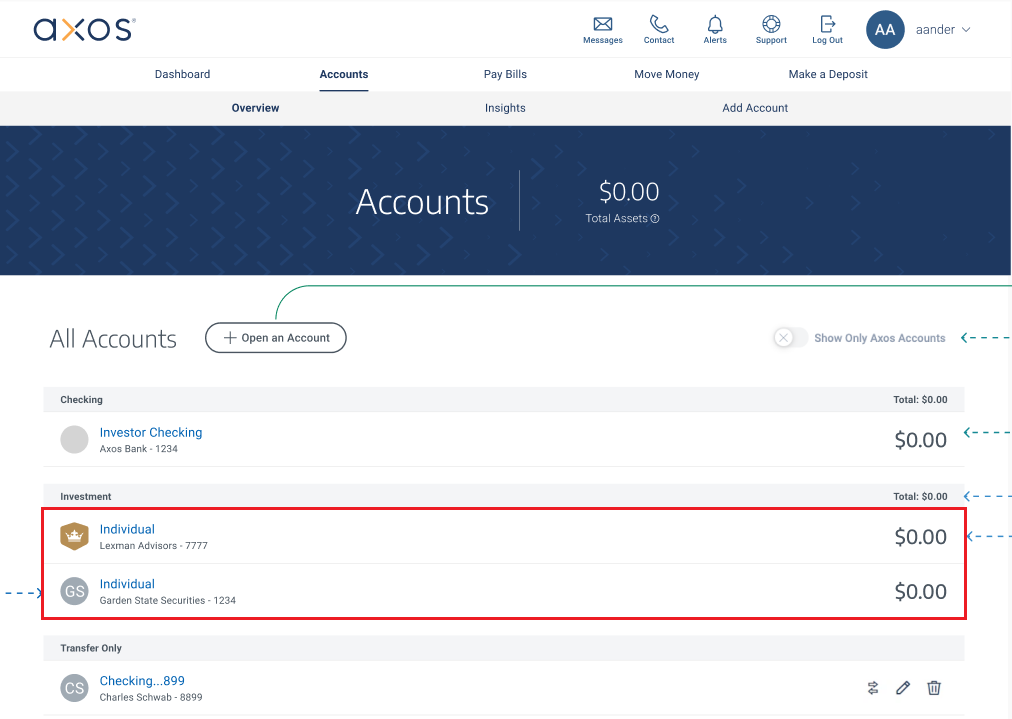 axos®
Messages Contact Alerts Support Log Out AA aander
Dashboard Accounts Pay Bills Move Money Make a Deposit
Overview Insights Add Account
Accounts $0.00
Total Assets
All Accounts + Open an Account Show Only Axos Accounts
Checking Total: $0.00
Investor Checking $0.00
Axos Bank - 1234
Investment Total: $0.00
Individual $0.00
Lexman Advisors - 7777
GS Individual $0.00
Garden State Securities - 1234
Transfer Only
CS Checking...899
Charles Schwab - 8899